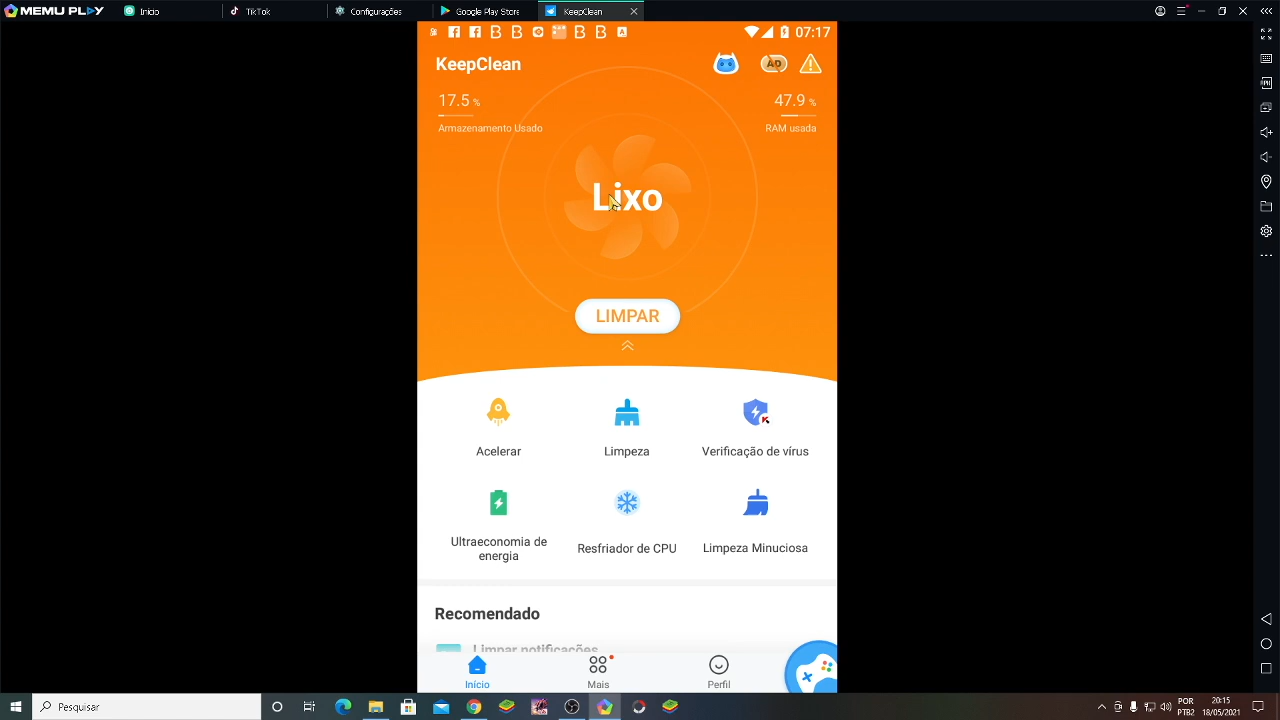 MEMU PLAY
Início
TikTok
Configurações
Google Play
07:17
KeepClean
AD
17.5 %
47.9 %
Armazenamento Usado
RAM usada
Lixo
LIMPAR
Acelerar
Limpeza
Verificação de vírus
Ultraeconomia de
energia
Resfriador de CPU
Limpeza Minuciosa
Recomendado
Limpar notificações
Início
Mais
Perfil
Pesquisar
POR
PTB2
20:15
18/05/2021